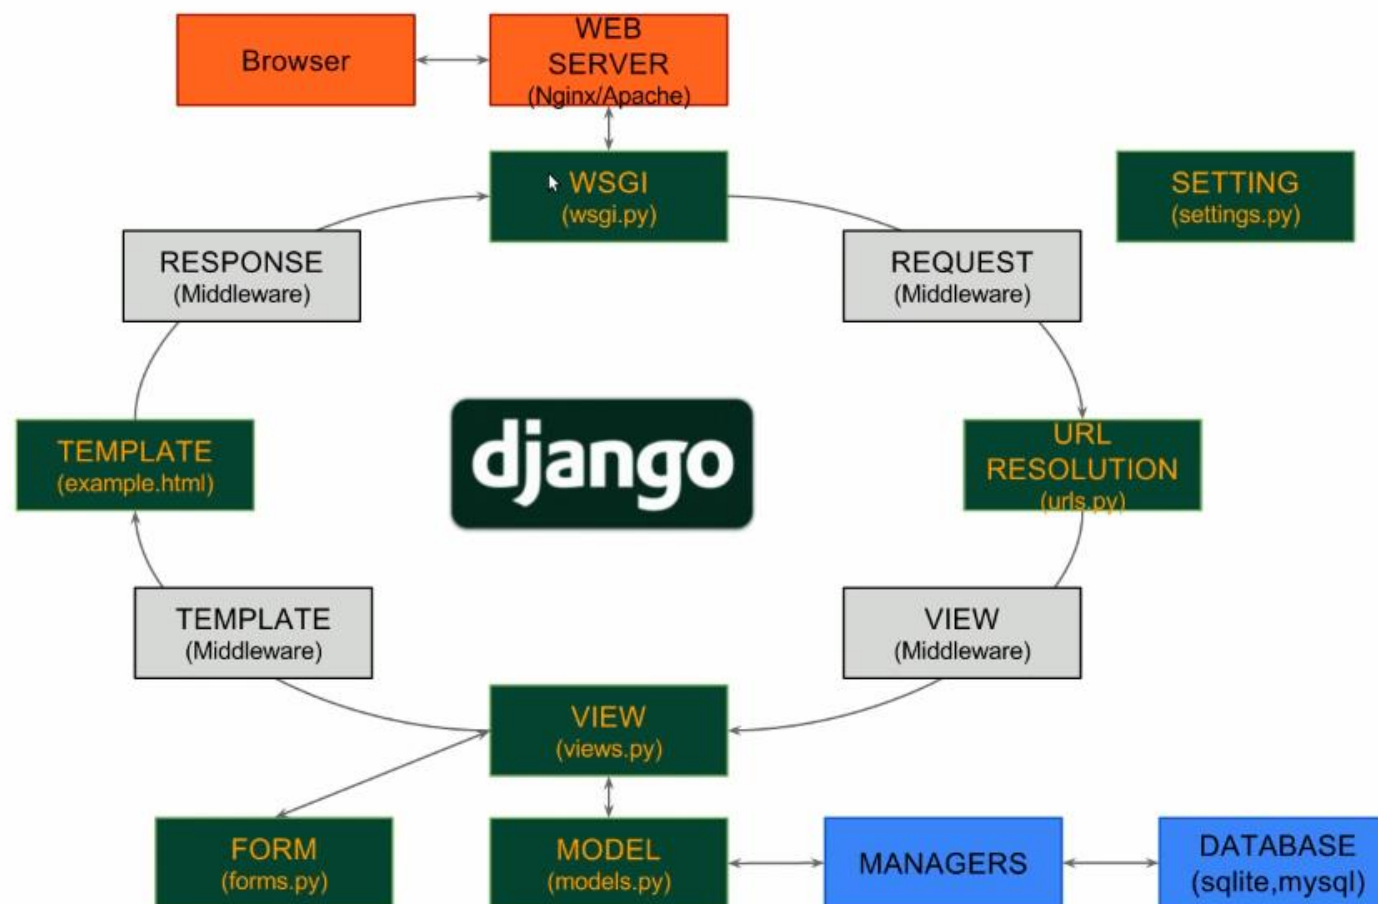 Browser
WEB
SERVER
(Nginx/Apache)
WSGI
(wsgi.py)
SETTING
(settings.py)
RESPONSE
(Middleware)
REQUEST
(Middleware)
TEMPLATE
(example.html)
django
URL
RESOLUTION
(urls.py)
TEMPLATE
(Middleware)
VIEW
(Middleware)
VIEW
(views.py)
FORM
(forms.py)
MODEL
(models.py)
MANAGERS
DATABASE
(sqlite,mysql)